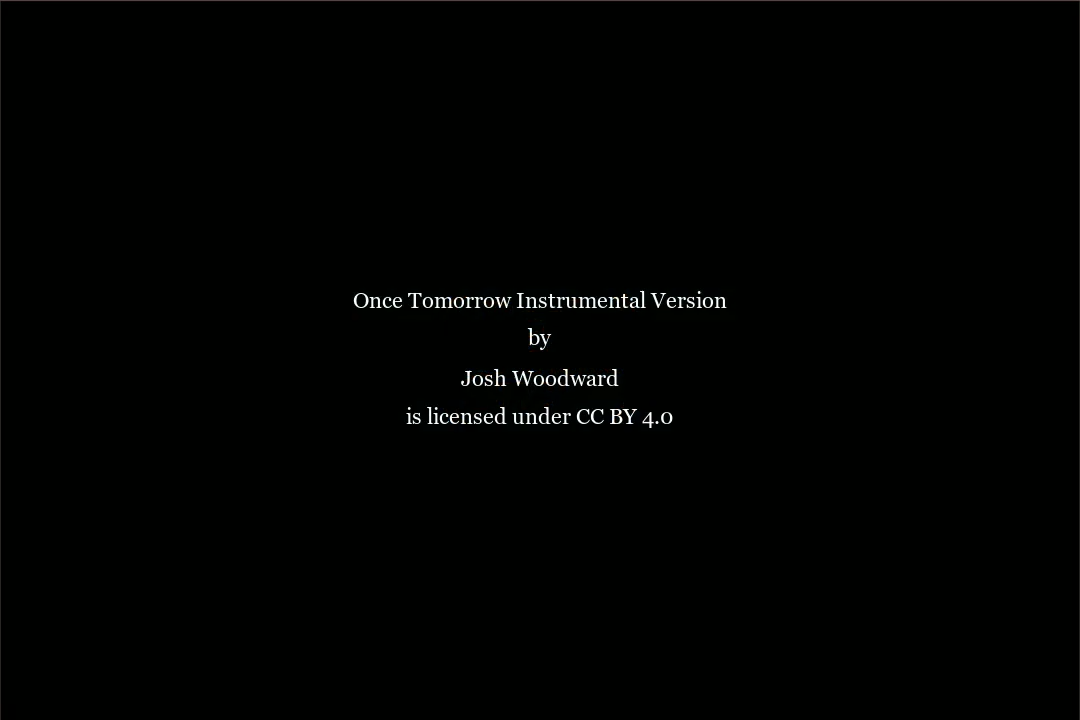 Once Tomorrow Instrumental Version
by
Josh Woodward
is licensed under CC BY 4.0